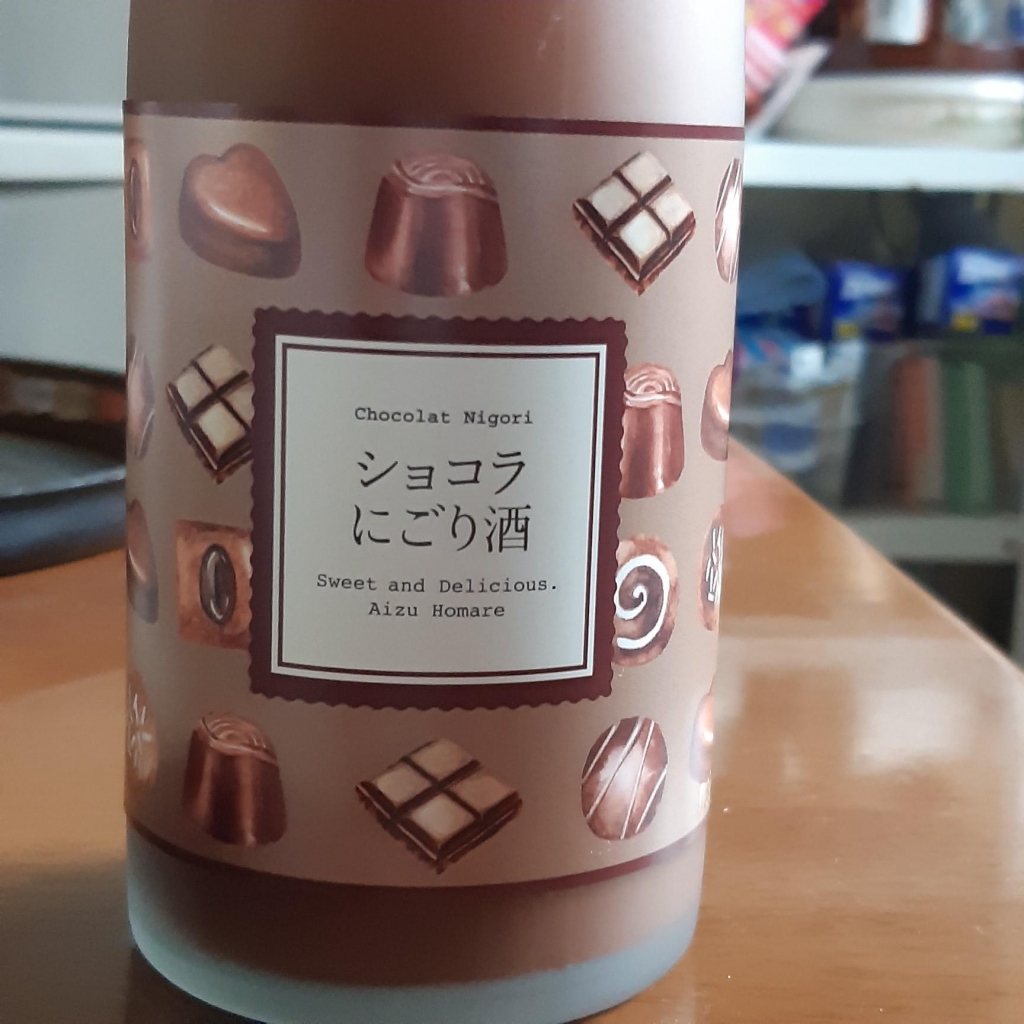 Chocolat Nigori
ショコラ
にごり酒
Sweet and Delicious.
Aizu Homare